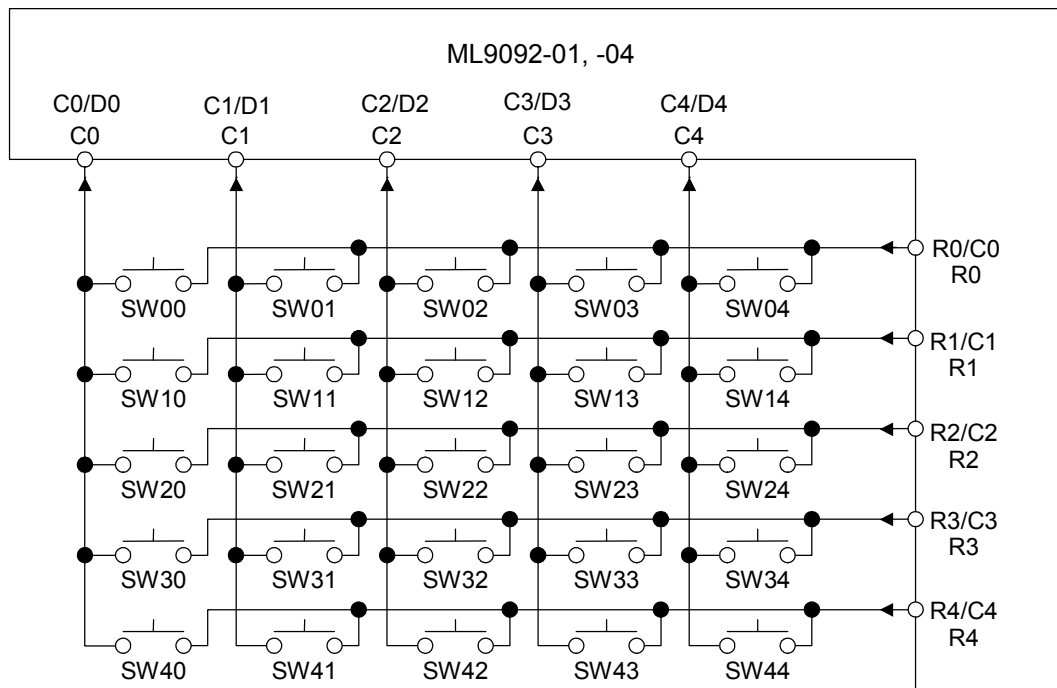 ML9092-01, -04
C0/D0 C1/D1 C2/D2 C3/D3 C4/D4
C0 C1 C2 C3 C4
R0/C0
R0
SW00 SW01 SW02 SW03 SW04
R1/C1
R1
SW10 SW11 SW12 SW13 SW14
R2/C2
R2
SW20 SW21 SW22 SW23 SW24
R3/C3
R3
SW30 SW31 SW32 SW33 SW34
R4/C4
R4
SW40 SW41 SW42 SW43 SW44